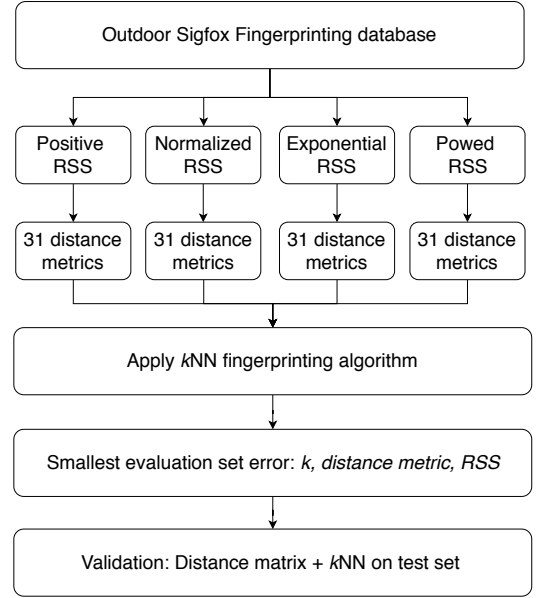 Outdoor Sigfox Fingerprinting database
Positive
RSS
Normalized
RSS
Exponential
RSS
Powed
RSS
31 distance
metrics
31 distance
metrics
31 distance
metrics
31 distance
metrics
Apply kNN fingerprinting algorithm
Smallest evaluation set error: k, distance metric, RSS
Validation: Distance matrix + kNN on test set